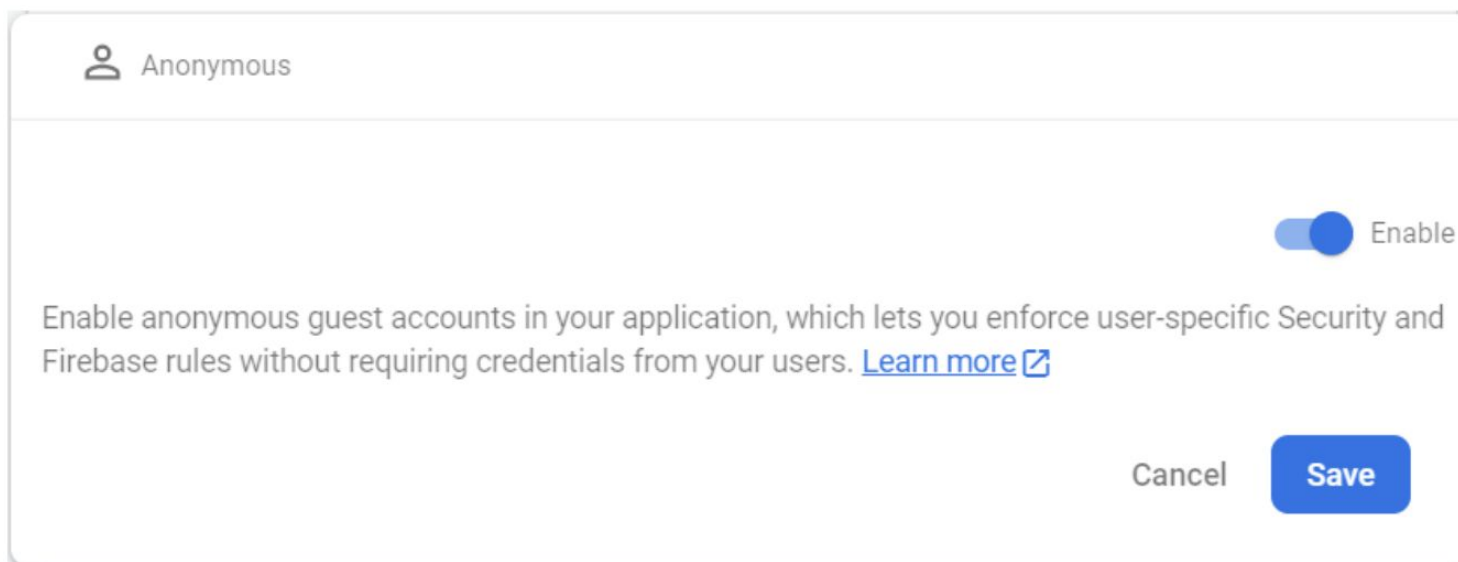 Anonymous
Enable
Enable anonymous guest accounts in your application, which lets you enforce user-specific Security and
Firebase rules without requiring credentials from your users. Learn more
Cancel
Save